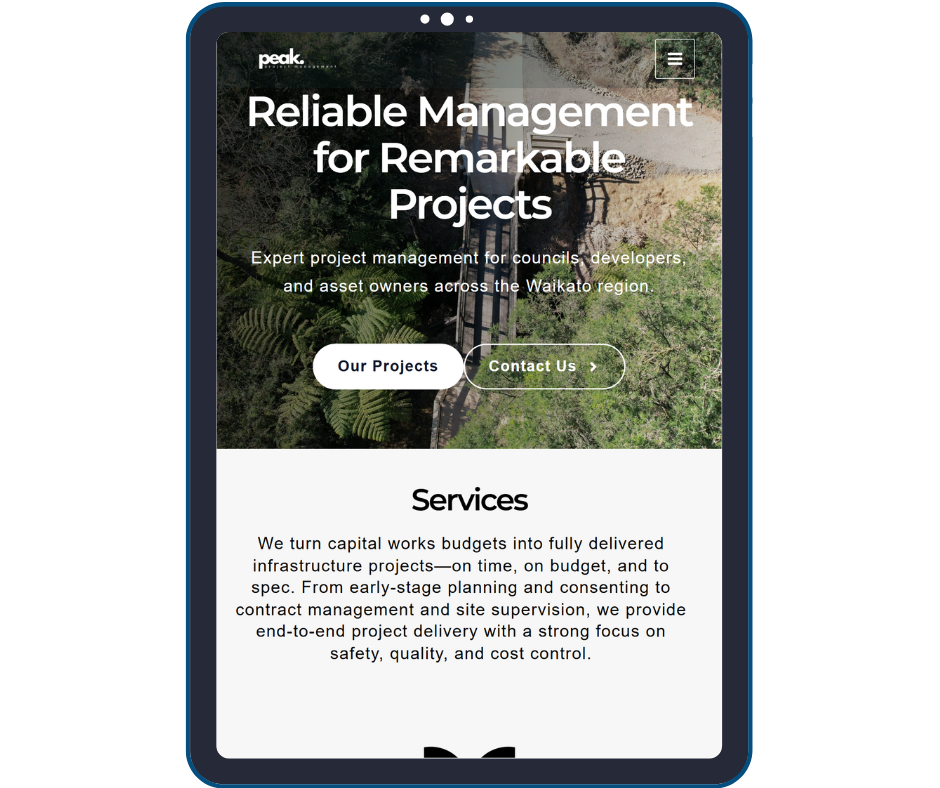 peak.
project management
Reliable Management
for Remarkable
Projects
Expert project management for councils, developers,
and asset owners across the Waikato region.
Our Projects
Contact Us
Services
We turn capital works budgets into fully delivered
infrastructure projects—on time, on budget, and to
spec. From early-stage planning and consenting to
contract management and site supervision, we provide
end-to-end project delivery with a strong focus on
safety, quality, and cost control.